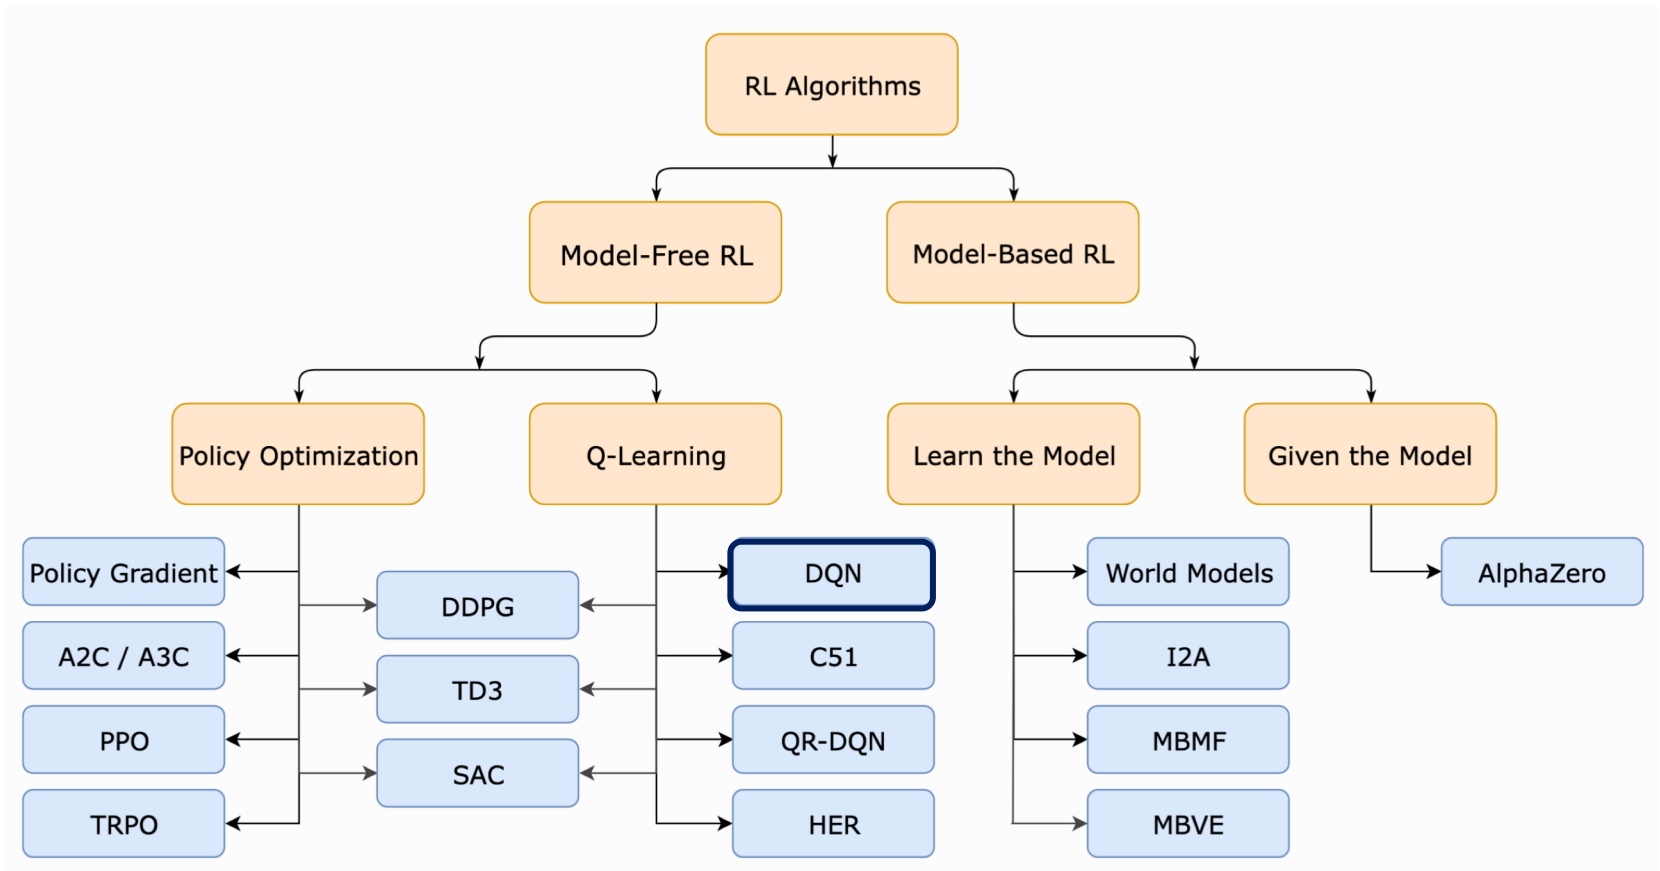 RL Algorithms
Model-Free RL
Model-Based RL
Policy Optimization
Q-Learning
Learn the Model
Given the Model
Policy Gradient
DQN
World Models
AlphaZero
DDPG
A2C / A3C
C51
I2A
TD3
PPO
QR-DQN
MBMF
SAC
TRPO
HER
MBVE